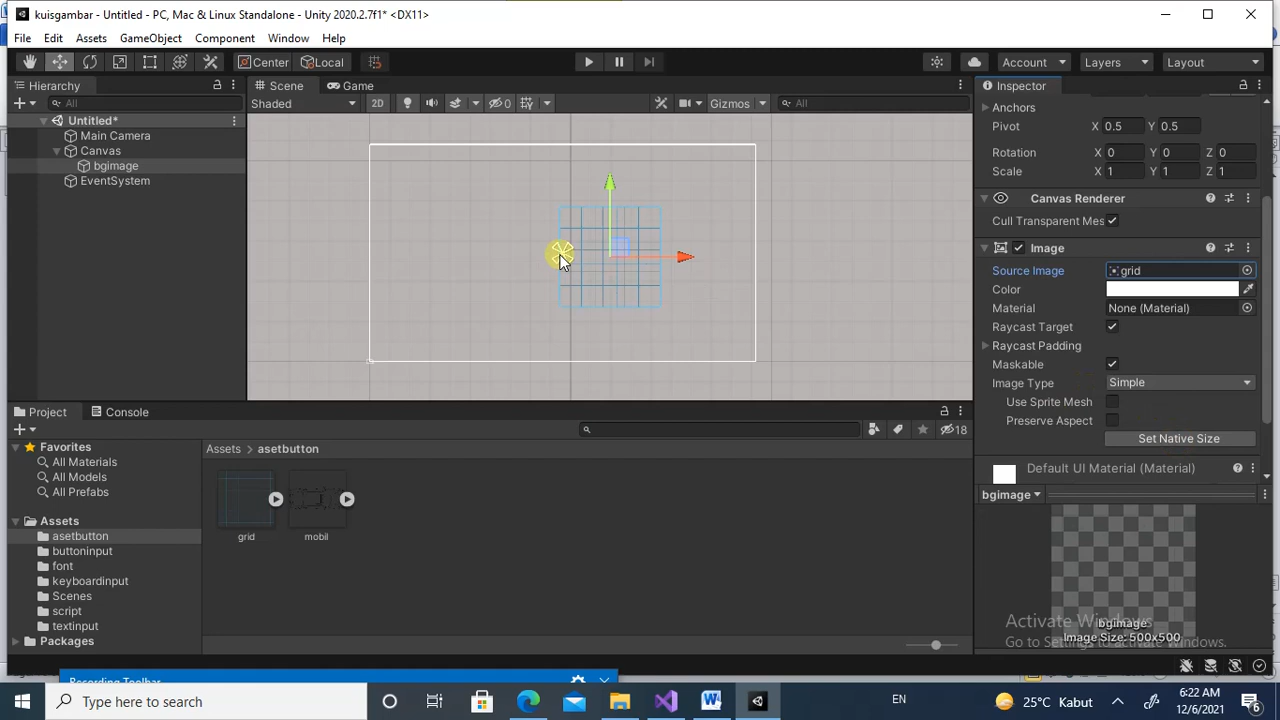 kuisgambar - Untitled - PC, Mac & Linux Standalone - Unity 2020.2.7f1* <DX11>
File Edit Assets GameObject Component Window Help
Center Local Account Layers Layout
Hierarchy
All
Untitled*
Main Camera
Canvas
bgimage
EventSystem
Scene Game
Shaded 2D 0 Gizmos All
Inspector
Anchors
Pivot X 0.5 Y 0.5
Rotation X 0 Y 0 Z 0
Scale X 1 Y 1 Z 1
Canvas Renderer
Cull Transparent Mes
Image
Source Image grid
Color
Material None (Material)
Raycast Target
Raycast Padding
Maskable
Image Type Simple
Use Sprite Mesh
Preserve Aspect
Set Native Size
Default UI Material (Material)
bgimage
bgimage
Image Size: 500x500
Activate Windows
Go to Settings to activate Windows.
Project Console
18
Favorites
All Materials
All Models
All Prefabs
Assets
asetbutton
buttoninput
font
keyboardinput
Scenes
script
textinput
Packages
Assets > asetbutton
grid mobil
Recording Toolbar
Type here to search
25°C Kabut
EN
6:22 AM
12/6/2021
6